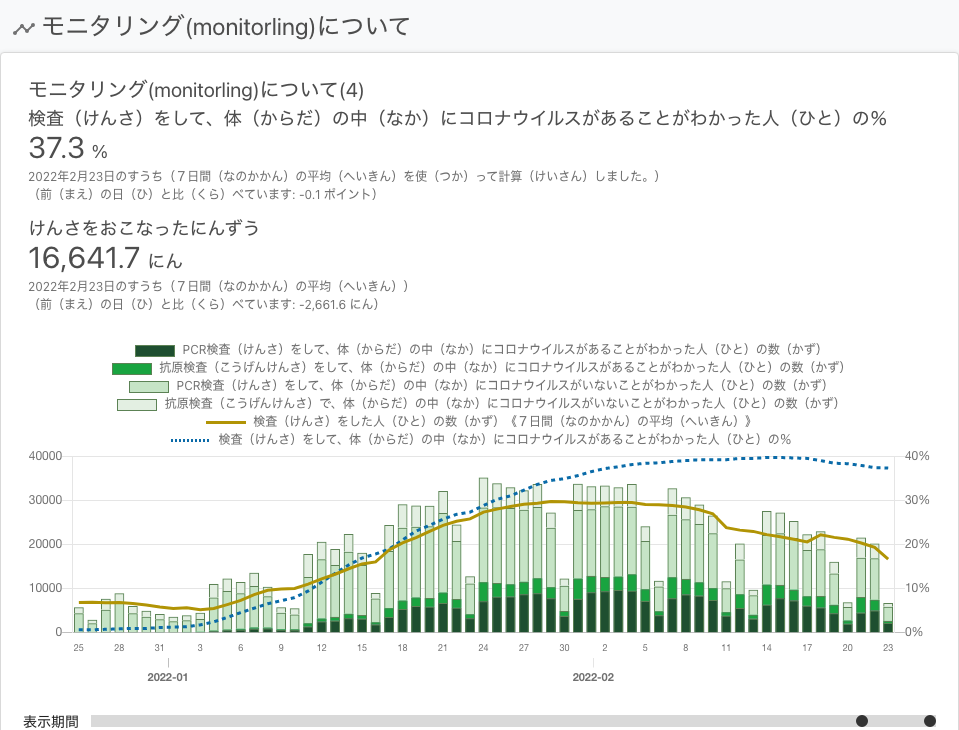 モニタリング(monitorling)について
モニタリング(monitorling)について(4)
検査（けんさ）をして、体（からだ）の中（なか）にコロナウイルスがあることがわかった人（ひと）の%
37.3 %
2022年2月23日のすうち（７日間（なのかかん）の平均（へいきん）を使（つか）って計算（けいさん）しました。）
（前（まえ）の日（ひ）と比（くら）べています: -0.1 ポイント）
けんさをおこなったにんずう
16,641.7 にん
2022年2月23日のすうち（７日間（なのかかん）の平均（へいきん））
（前（まえ）の日（ひ）と比（くら）べています: -2,661.6 にん）
PCR検査（けんさ）をして、体（からだ）の中（なか）にコロナウイルスがあることがわかった人（ひと）の数（かず）
抗原検査（こうげんけんさ）をして、体（からだ）の中（なか）にコロナウイルスがあることがわかった人（ひと）の数（かず）
PCR検査（けんさ）をして、体（からだ）の中（なか）にコロナウイルスがいないことがわかった人（ひと）の数（かず）
抗原検査（こうげんけんさ）で、体（からだ）の中（なか）にコロナウイルスがいないことがわかった人（ひと）の数（かず）
検査（けんさ）をした人（ひと）の数（かず）《７日間（なのかかん）の平均（へいきん）》
検査（けんさ）をして、体（からだ）の中（なか）にコロナウイルスがあることがわかった人（ひと）の%
40000 40%
30000 30%
20000 20%
10000 10%
0 0%
25 28 31 3 6 9 12 15 18 21 24 27 30 2 5 8 11 14 17 20 23
2022-01 2022-02
表示期間